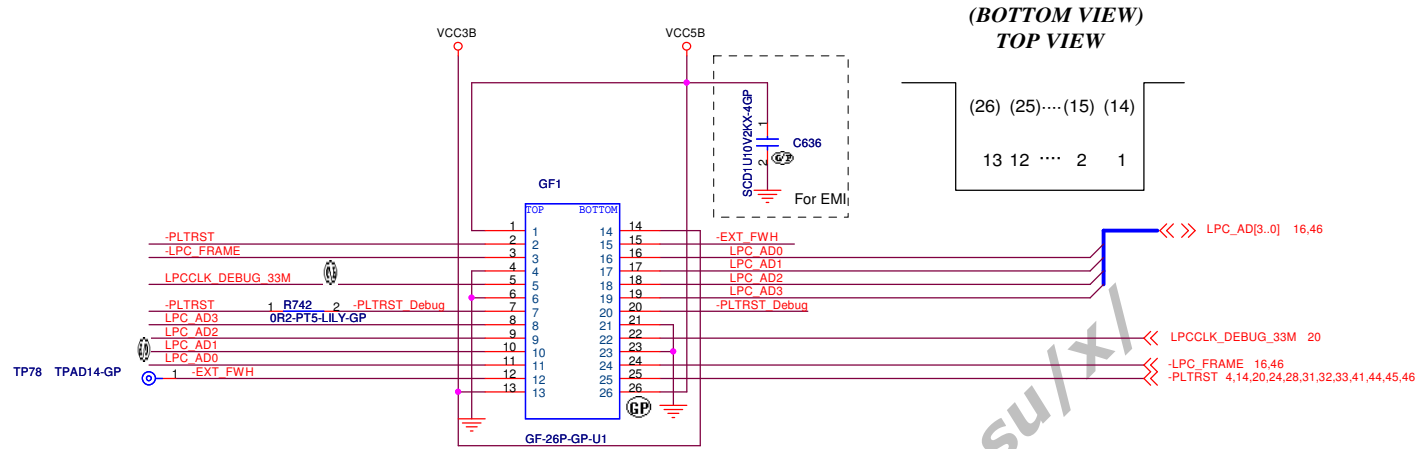 (BOTTOM VIEW)
TOP VIEW
VCC3B
VCC5B
(26) (25)····(15) (14)
13 12 ···· 2 1
SCD1U10V2KX-4GP
1
2
C636
G/P
For EMI
GF1
TOP BOTTOM
1 1 14 14
-PLTRST 2 2 15 15 -EXT_FWH
-LPC_FRAME 3 3 16 16 LPC_AD0
4 4 17 17 LPC_AD1
LPCCLK_DEBUG_33M 5 5 18 18 LPC_AD2
6 6 19 19 LPC_AD3
-PLTRST 1 R742 2 -PLTRST_Debug 7 7 20 20 -PLTRST_Debug
0R2-PT5-LILY-GP
LPC_AD3 8 8 21 21
LPC_AD2 9 9 22 22 LPCCLK_DEBUG_33M 20
LPC_AD1 10 10 23 23
LPC_AD0 11 11 24 24 -LPC_FRAME 16,46
TP78 TPAD14-GP 1 -EXT_FWH 12 12 25 25 -PLTRST 4,14,20,24,28,31,32,33,41,44,45,46
13 13 26 26
GP
GF-26P-GP-U1
LPC_AD[3..0] 16,46
su/x/